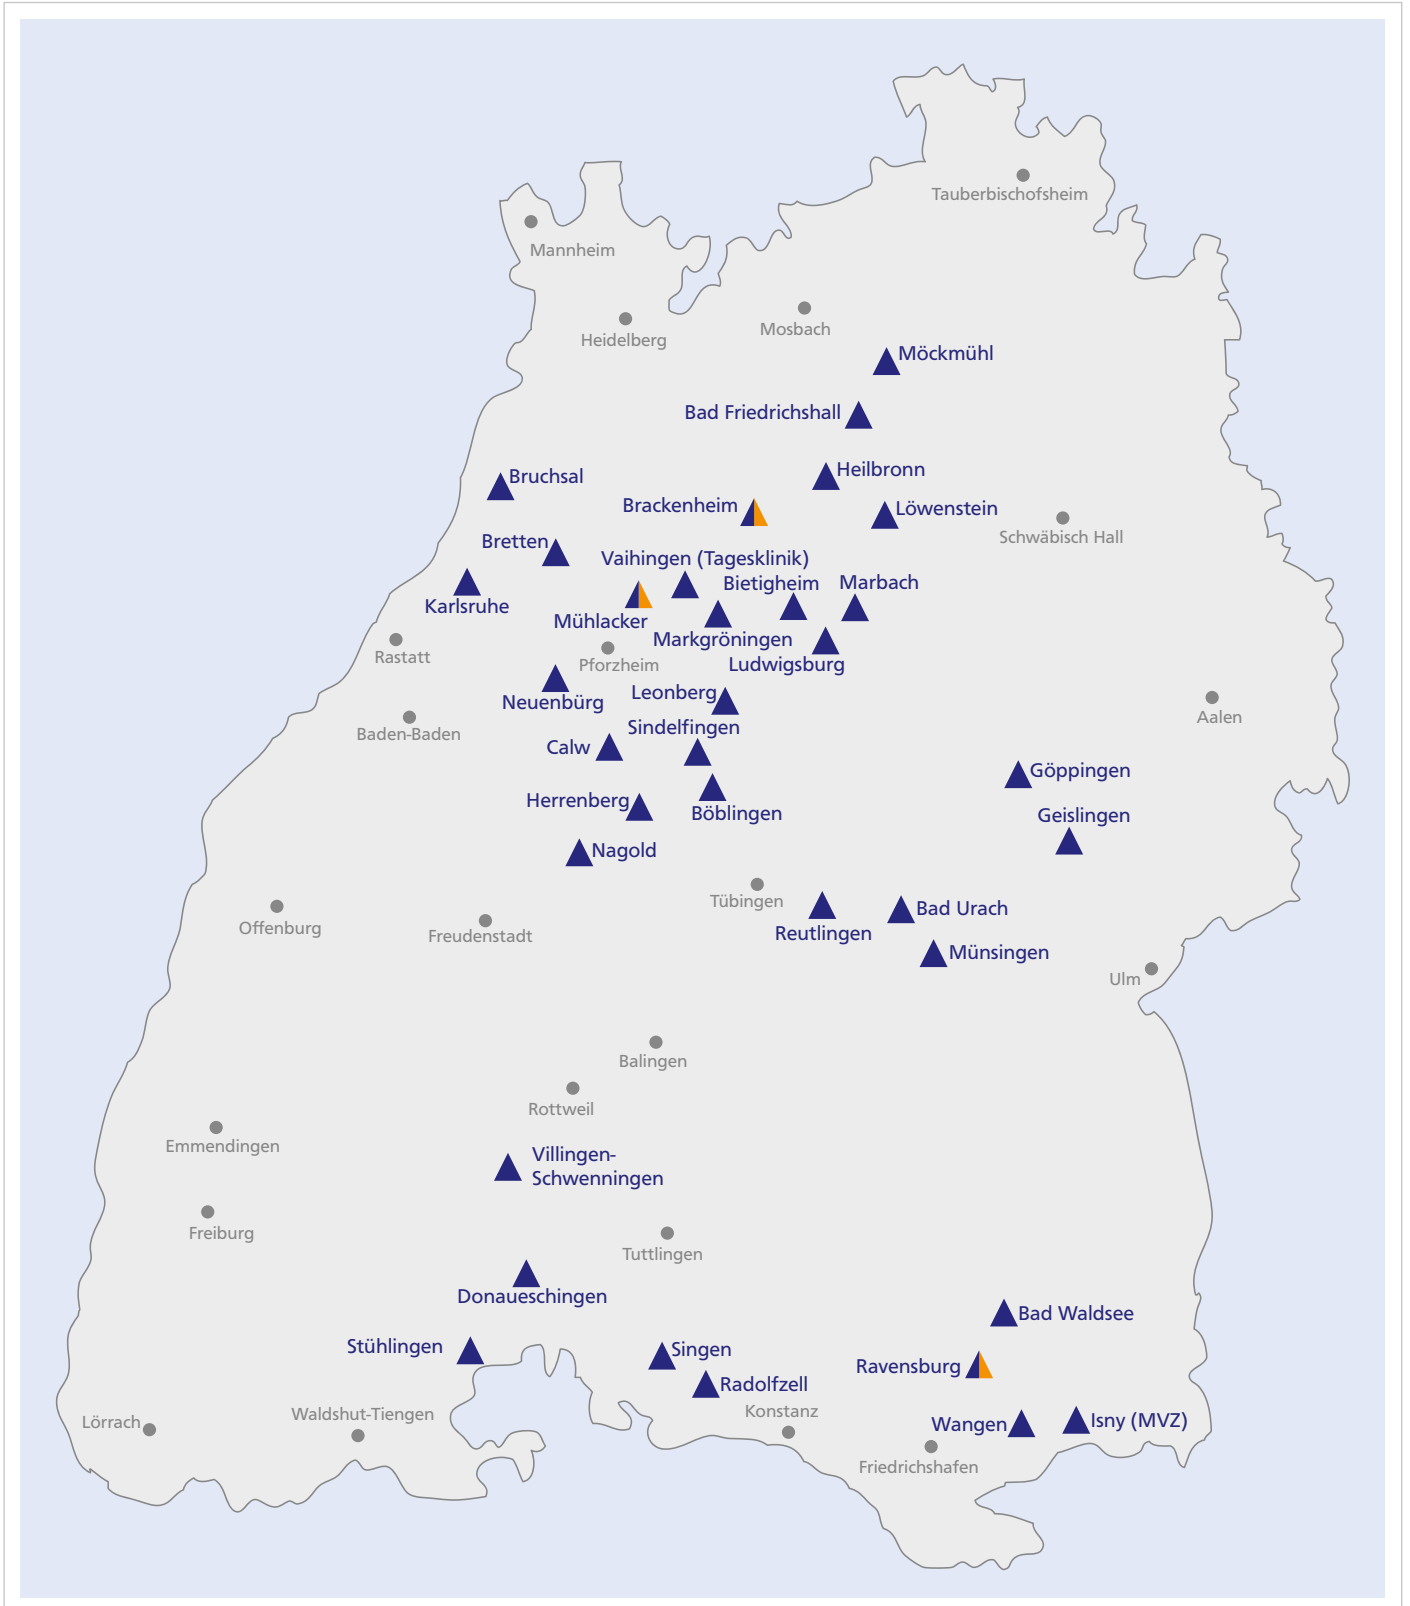 Tauberbischofsheim
Mannheim
Mosbach
Heidelberg
Möckmühl
Bad Friedrichshall
Heilbronn
Bruchsal
Brackenheim
Löwenstein
Schwäbisch Hall
Bretten
Vaihingen (Tagesklinik)
Bietigheim
Marbach
Karlsruhe
Mühlacker
Markgröningen
Rastatt
Pforzheim
Ludwigsburg
Leonberg
Neuenbürg
Aalen
Sindelfingen
Baden-Baden
Calw
Göppingen
Herrenberg
Böblingen
Geislingen
Nagold
Tübingen
Bad Urach
Offenburg
Freudenstadt
Reutlingen
Münsingen
Ulm
Balingen
Rottweil
Emmendingen
Villingen-
Schwenningen
Freiburg
Tuttlingen
Donaueschingen
Bad Waldsee
Stühlingen
Singen
Ravensburg
Radolfzell
Konstanz
Waldshut-Tiengen
Lörrach
Wangen
Isny (MVZ)
Friedrichshafen